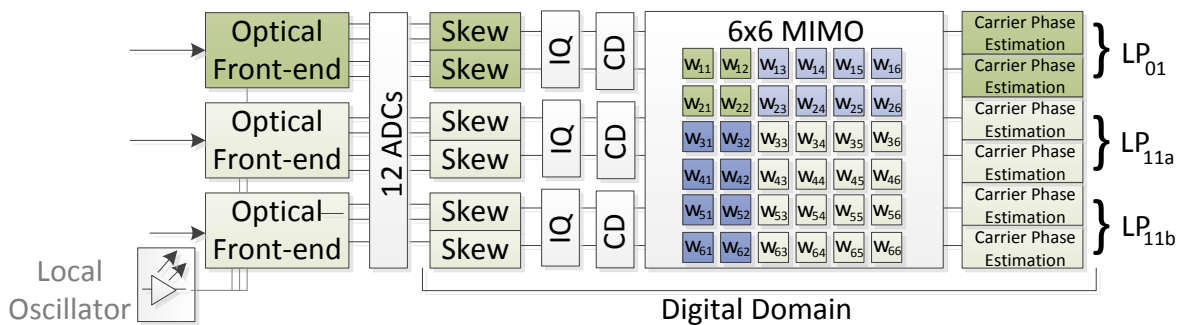 Optical
Front-end
Optical
Front-end
Optical
Front-end
Local
Oscillator
12 ADCs
Skew
Skew
Skew
Skew
Skew
Skew
IQ
IQ
IQ
CD
CD
CD
6x6 MIMO
W11 W12 W13 W14 W15 W16
W21 W22 W23 W24 W25 W26
W31 W32 W33 W34 W35 W36
W41 W42 W43 W44 W45 W46
W51 W52 W53 W54 W55 W56
W61 W62 W63 W64 W65 W66
Carrier Phase
Estimation
Carrier Phase
Estimation
Carrier Phase
Estimation
Carrier Phase
Estimation
Carrier Phase
Estimation
Carrier Phase
Estimation
} LP01
} LP11a
} LP11b
Digital Domain